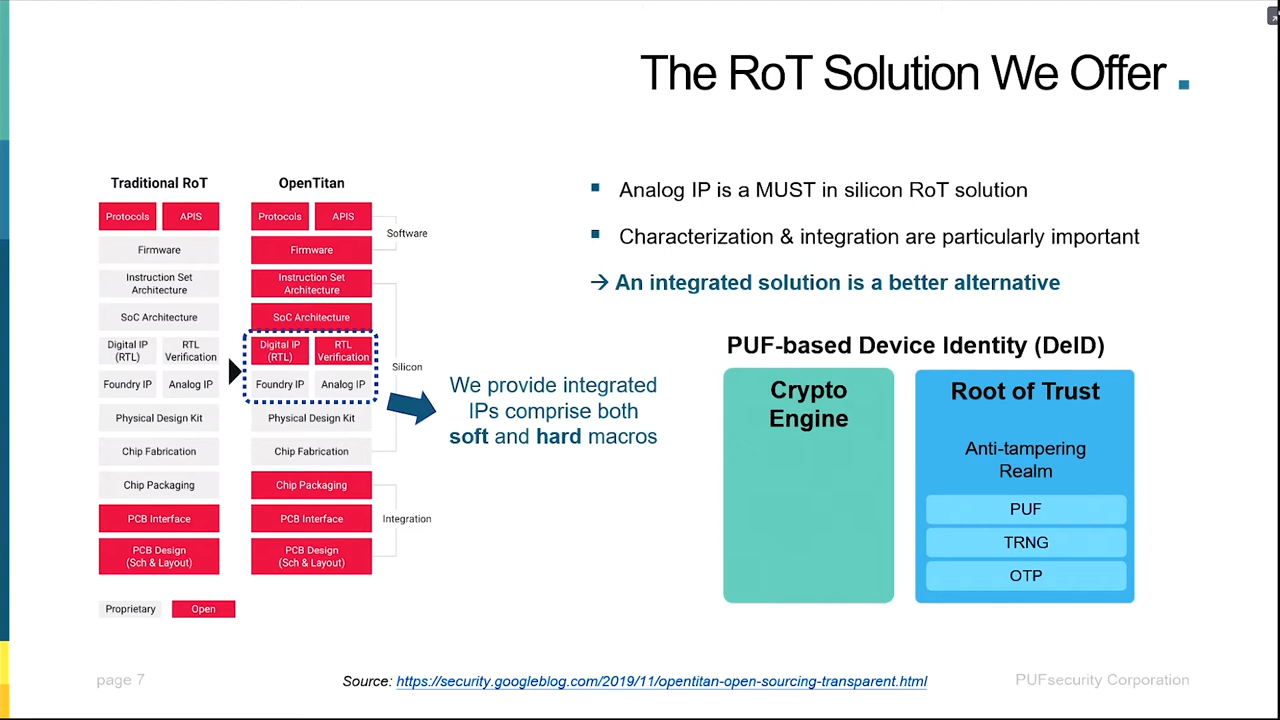 The RoT Solution We Offer .
Traditional RoT
OpenTitan
Protocols
APIS
Firmware
Instruction Set
Architecture
SoC Architecture
Digital IP
(RTL)
RTL
Verification
Foundry IP
Analog IP
Physical Design Kit
Chip Fabrication
Chip Packaging
PCB Interface
PCB Design
(Sch & Layout)
Protocols
APIS
Firmware
Instruction Set
Architecture
SoC Architecture
Digital IP
(RTL)
RTL
Verification
Foundry IP
Analog IP
Physical Design Kit
Chip Fabrication
Chip Packaging
PCB Interface
PCB Design
(Sch & Layout)
Software
Silicon
Integration
Proprietary
Open
We provide integrated
IPs comprise both
soft and hard macros
▪ Analog IP is a MUST in silicon RoT solution
▪ Characterization & integration are particularly important
→ An integrated solution is a better alternative
PUF-based Device Identity (DeID)
Crypto
Engine
Root of Trust
Anti-tampering
Realm
PUF
TRNG
OTP
page 7
Source: https://security.googleblog.com/2019/11/opentitan-open-sourcing-transparent.html
PUFsecurity Corporation